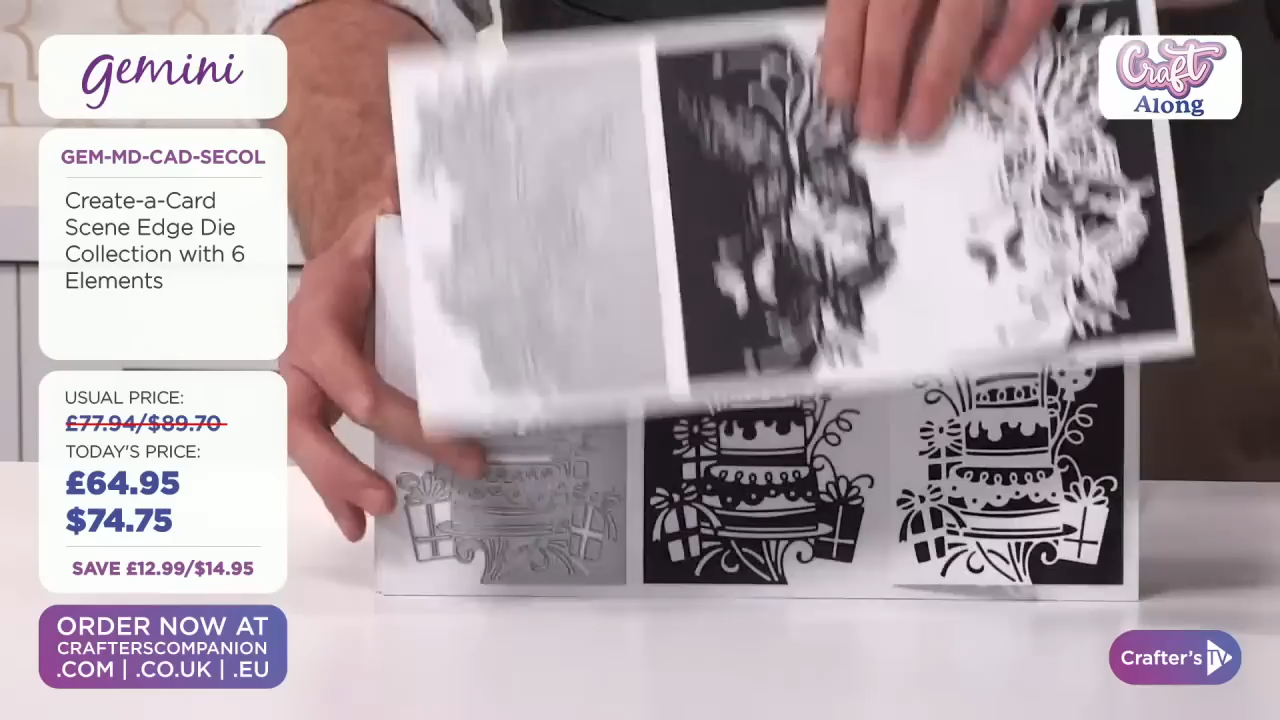 gemini
GEM-MD-CAD-SECOL
Create-a-Card
Scene Edge Die
Collection with 6
Elements
USUAL PRICE:
£77.94/$89.70
TODAY'S PRICE:
£64.95
$74.75
SAVE £12.99/$14.95
ORDER NOW AT
CRAFTERSCOMPANION
.COM | .CO.UK | .EU
Craft
Along
Crafter's TV